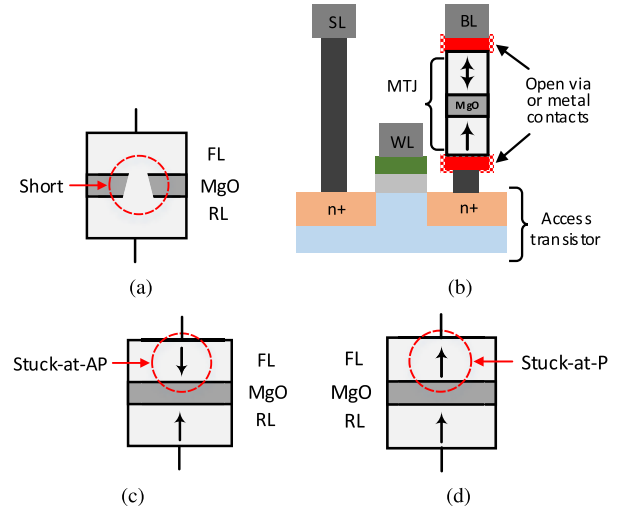 SL
BL
MTJ
MgO
Open via
or metal
contacts
FL
WL
Short
MgO
RL
n+
n+
Access
transistor
(a)
(b)
Stuck-at-AP
FL
FL
Stuck-at-P
MgO
MgO
RL
RL
(c)
(d)